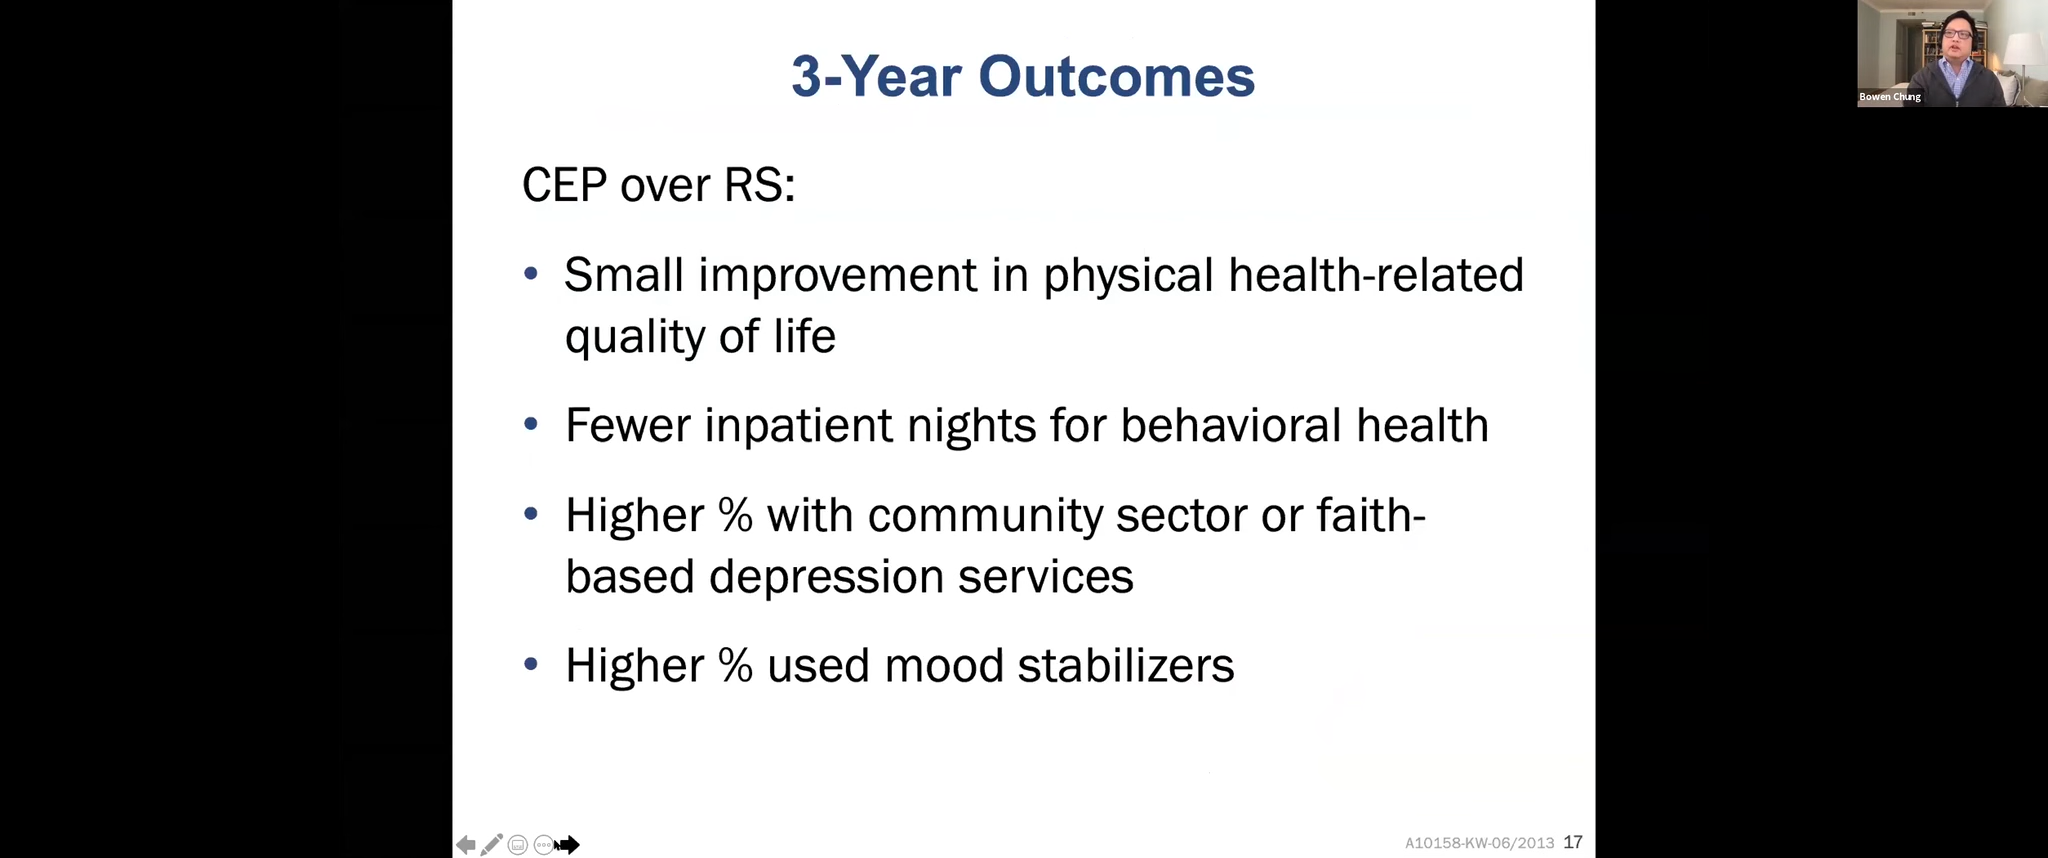 3-Year Outcomes
Bowen Chung
CEP over RS:
• Small improvement in physical health-related
quality of life
• Fewer inpatient nights for behavioral health
• Higher % with community sector or faith-
based depression services
• Higher % used mood stabilizers
A10158-KW-06/2013 17